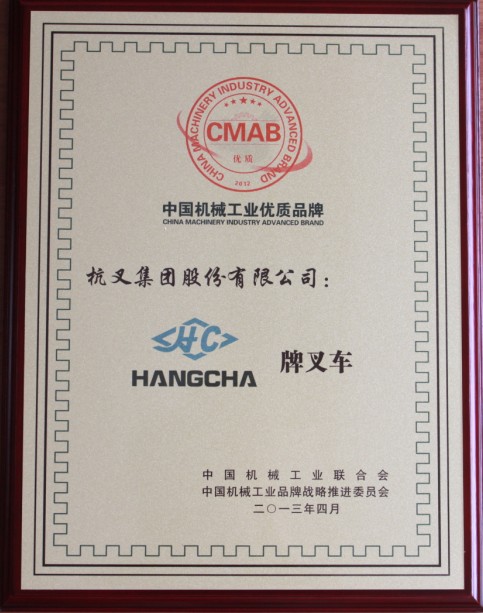 CHINA MACHINERY INDUSTRY ADVANCED BRAND
CMAB
优质
2012
中国机械工业优质品牌
CHINA MACHINERY INDUSTRY ADVANCED BRAND
杭叉集团股份有限公司：
HC
HANGCHA 牌叉车
中国机械工业联合会
中国机械工业品牌战略推进委员会
二〇一三年四月